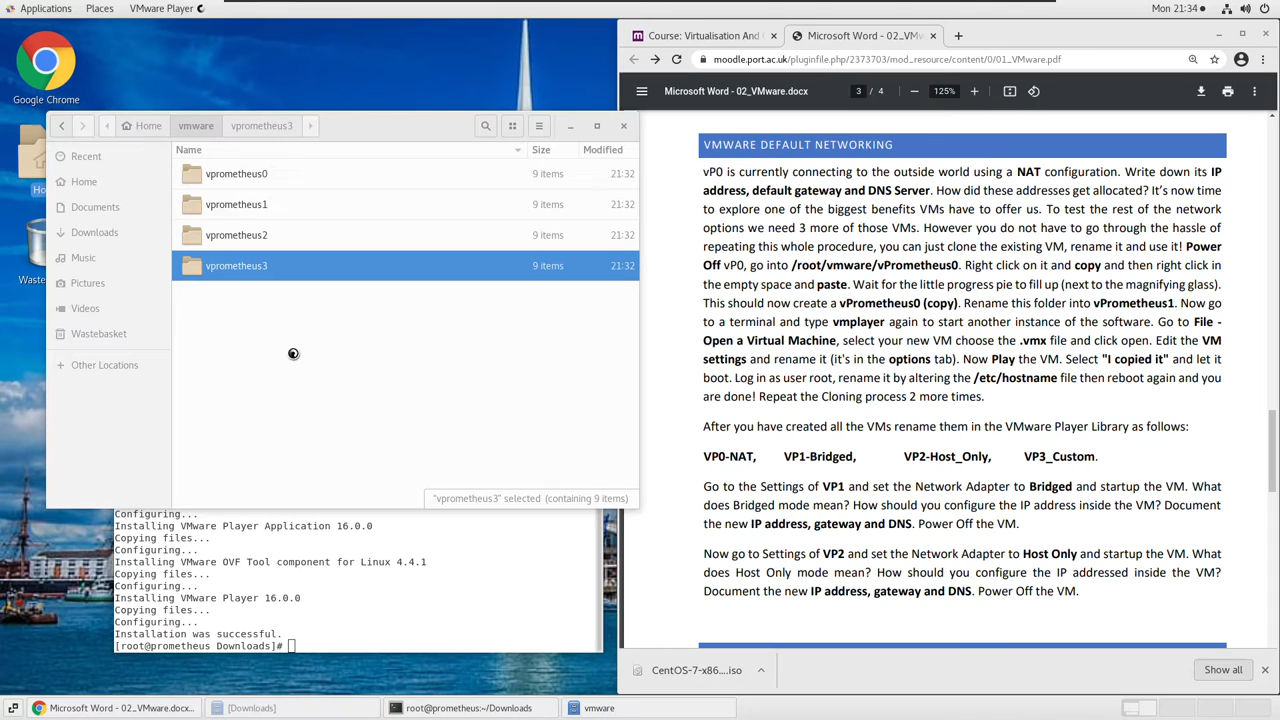 Applications Places VMware Player Mon 21:34
Google Chrome
Course: Virtualisation And
Microsoft Word - 02_VMw
moodle.port.ac.uk/pluginfile.php/2373703/mod_resource/content/0/01_VMware.pdf
Microsoft Word - 02_VMware.docx 3 / 4 125%
Home vmware vprometheus3
Name Size Modified
Recent
Home
Documents
Downloads
Music
Pictures
Videos
Wastebasket
Other Locations
vprometheus0 9 items 21:32
vprometheus1 9 items 21:32
vprometheus2 9 items 21:32
vprometheus3 9 items 21:32
"vprometheus3" selected (containing 9 items)
Ho
Waste
Configuring...
Installing VMware Player Application 16.0.0
Copying files...
Configuring...
Installing VMware OVF Tool component for Linux 4.4.1
Copying files...
Configuring...
Installing VMware Player 16.0.0
Copying files...
Configuring...
Installation was successful.
[root@prometheus Downloads]#
VMWARE DEFAULT NETWORKING
vP0 is currently connecting to the outside world using a NAT configuration. Write down its IP
address, default gateway and DNS Server. How did these addresses get allocated? It's now time
to explore one of the biggest benefits VMs have to offer us. To test the rest of the network
options we need 3 more of those VMs. However you do not have to go through the hassle of
repeating this whole procedure, you can just clone the existing VM, rename it and use it! Power
Off vP0, go into /root/vmware/vPrometheus0. Right click on it and copy and then right click in
the empty space and paste. Wait for the little progress pie to fill up (next to the magnifying glass).
This should now create a vPrometheus0 (copy). Rename this folder into vPrometheus1. Now go
to a terminal and type vmplayer again to start another instance of the software. Go to File -
Open a Virtual Machine, select your new VM choose the .vmx file and click open. Edit the VM
settings and rename it (it's in the options tab). Now Play the VM. Select "I copied it" and let it
boot. Log in as user root, rename it by altering the /etc/hostname file then reboot again and you
are done! Repeat the Cloning process 2 more times.
After you have created all the VMs rename them in the VMware Player Library as follows:
VP0-NAT, VP1-Bridged, VP2-Host_Only, VP3_Custom.
Go to the Settings of VP1 and set the Network Adapter to Bridged and startup the VM. What
does Bridged mode mean? How should you configure the IP address inside the VM? Document
the new IP address, gateway and DNS. Power Off the VM.
Now go to Settings of VP2 and set the Network Adapter to Host Only and startup the VM. What
does Host Only mode mean? How should you configure the IP addressed inside the VM?
Document the new IP address, gateway and DNS. Power Off the VM.
CentOS-7-x86....iso Show all
Microsoft Word - 02_VMware.docx... [Downloads] root@prometheus:~/Downloads vmware